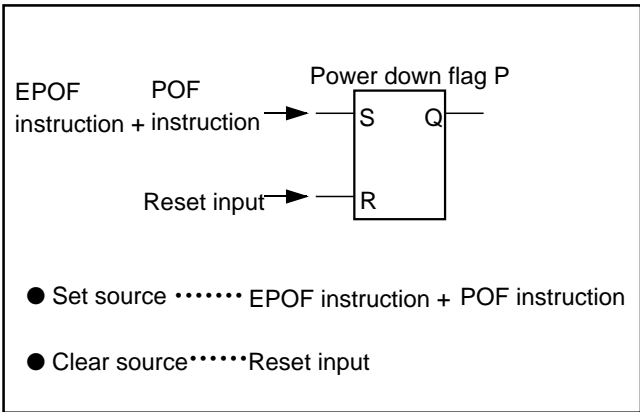 Power down flag P
EPOF instruction + POF instruction
S Q
Reset input R
● Set source ······· EPOF instruction + POF instruction
● Clear source ······ Reset input